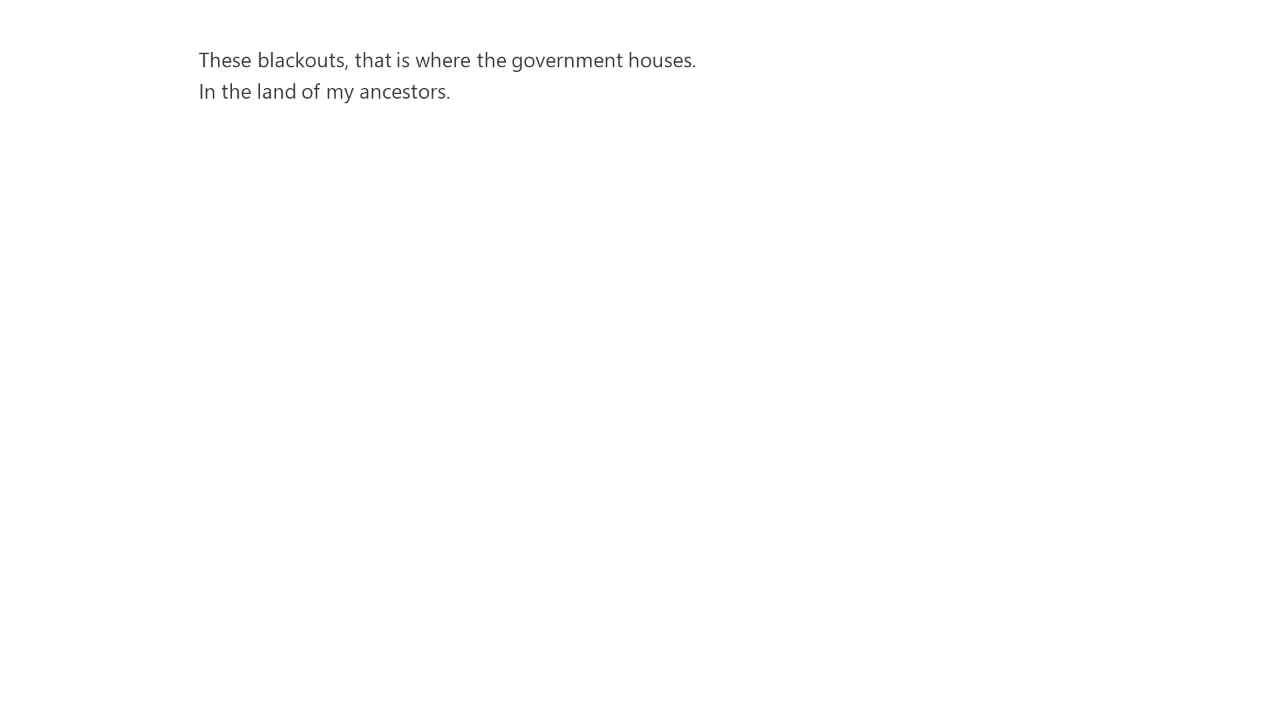 These blackouts, that is where the government houses.
In the land of my ancestors.